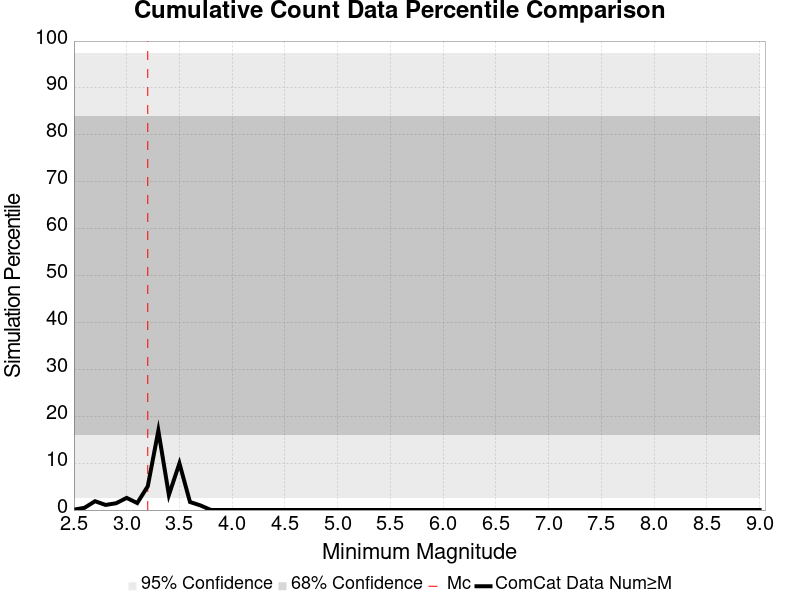 Cumulative Count Data Percentile Comparison
100
90
80
70
60
50
40
30
20
10
0
Simulation Percentile
2.5 3.0 3.5 4.0 4.5 5.0 5.5 6.0 6.5 7.0 7.5 8.0 8.5 9.0
Minimum Magnitude
95% Confidence 68% Confidence Mc ComCat Data Num≥M